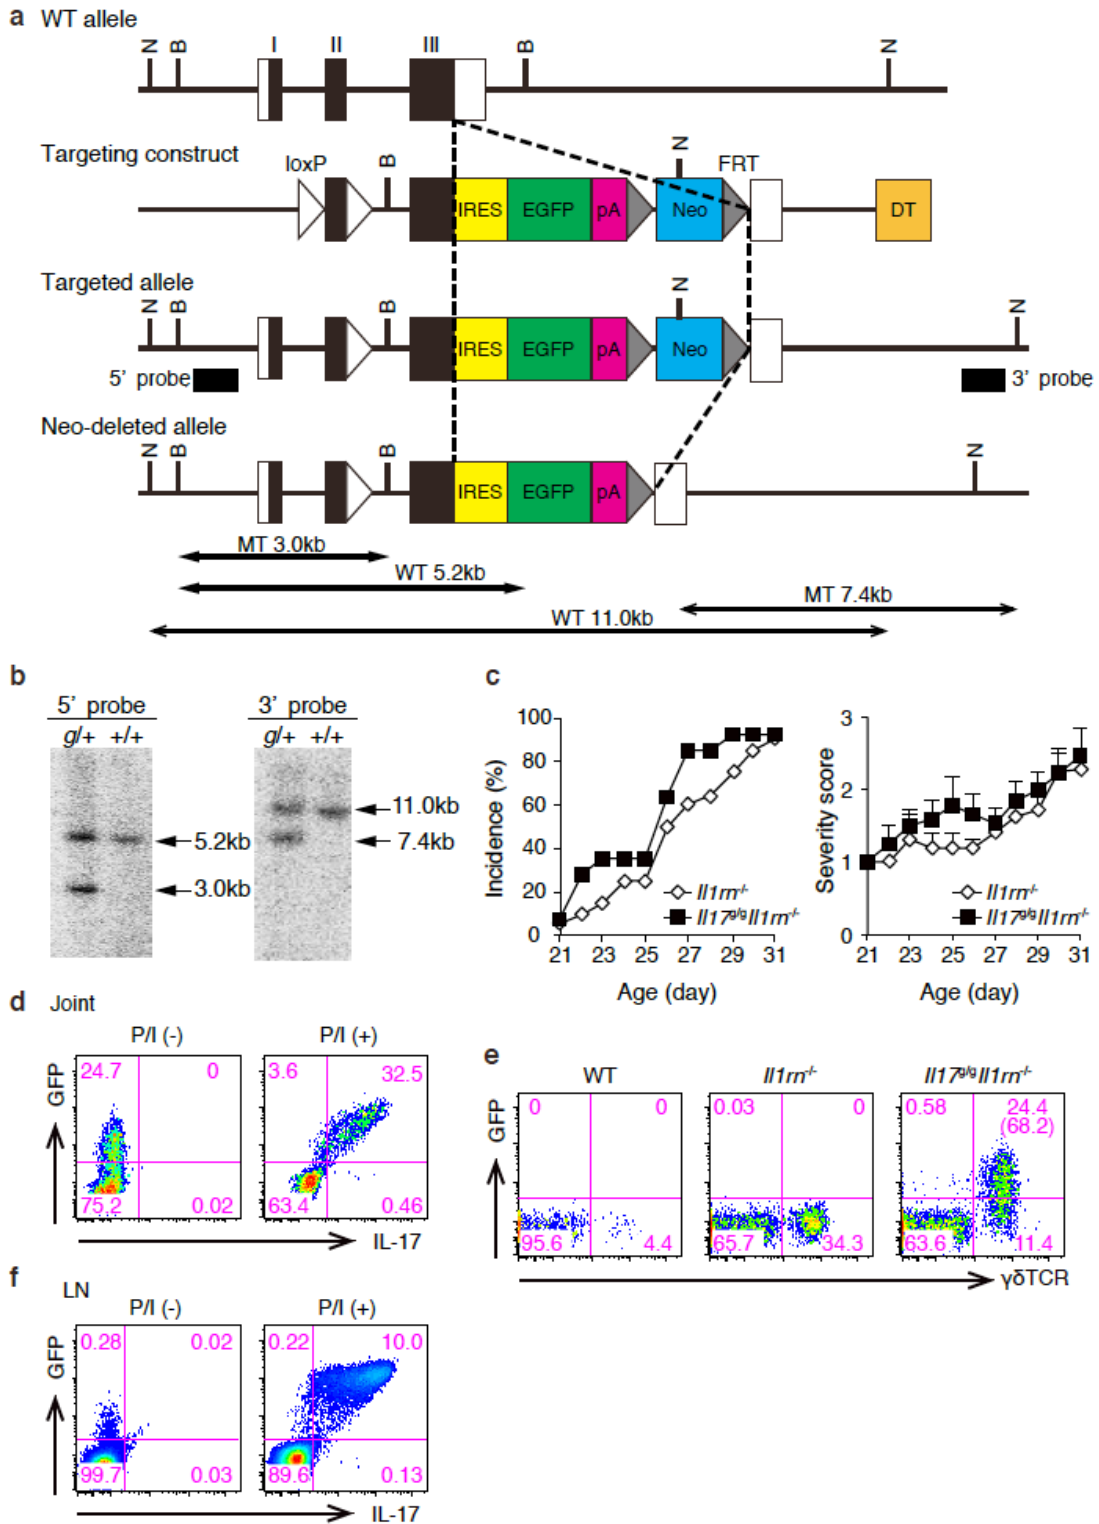 a WT allele
N B I II III B N
Targeting construct
loxP B N FRT
IRES EGFP pA Neo DT
Targeted allele
N B B N N
IRES EGFP pA Neo
5' probe 3' probe
Neo-deleted allele
N B B N
IRES EGFP pA
MT 3.0kb
WT 5.2kb
MT 7.4kb
WT 11.0kb
b
5' probe 3' probe
g/+ +/+ g/+ +/+
11.0kb
5.2kb 7.4kb
3.0kb
c
Incidence (%)
100
80
60
40
20
0
Il1rn-/-
Il17g/gIl1rn-/-
21 23 25 27 29 31
Age (day)
Severity score
3
2
1
0
Il1rn-/-
Il17g/gIl1rn-/-
21 23 25 27 29 31
Age (day)
d Joint
P/I (-) P/I (+)
GFP
24.7 0 3.6 32.5
75.2 0.02 63.4 0.46
IL-17
e
WT Il1rn-/- Il17g/gIl1rn-/-
GFP
0 0 0.03 0 0.58 24.4
(68.2)
95.6 4.4 65.7 34.3 63.6 11.4
γδTCR
f LN
P/I (-) P/I (+)
GFP
0.28 0.02 0.22 10.0
99.7 0.03 89.6 0.13
IL-17